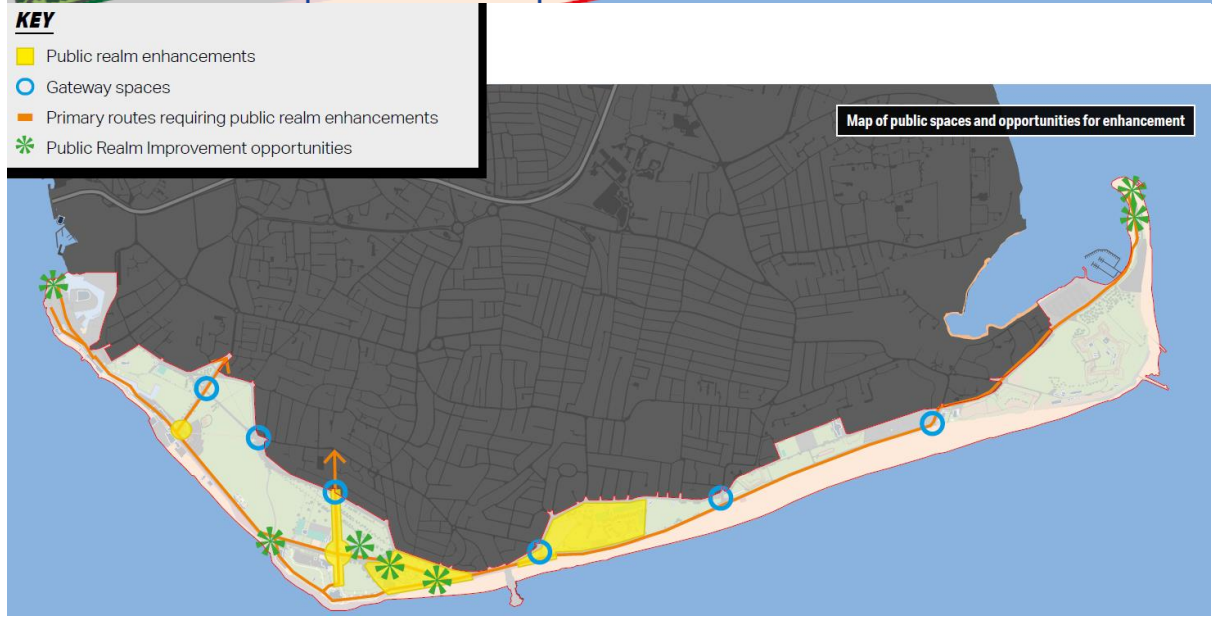 KEY
Public realm enhancements
Gateway spaces
Primary routes requiring public realm enhancements
Public Realm Improvement opportunities
Map of public spaces and opportunities for enhancement